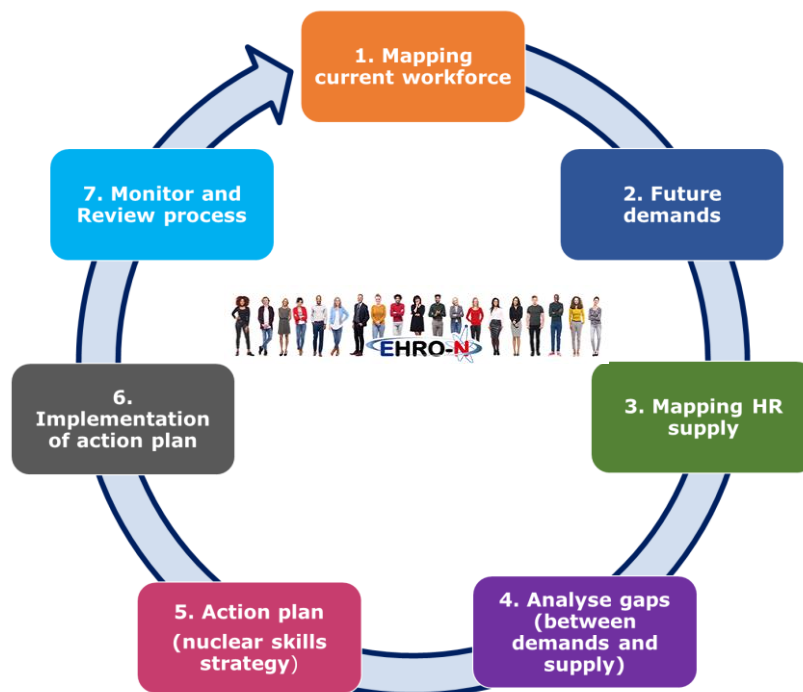 1. Mapping
current workforce
2. Future
demands
3. Mapping HR
supply
4. Analyse gaps
(between
demands and
supply)
5. Action plan
(nuclear skills
strategy)
6.
Implementation
of action plan
7. Monitor and
Review process
EHRO-N